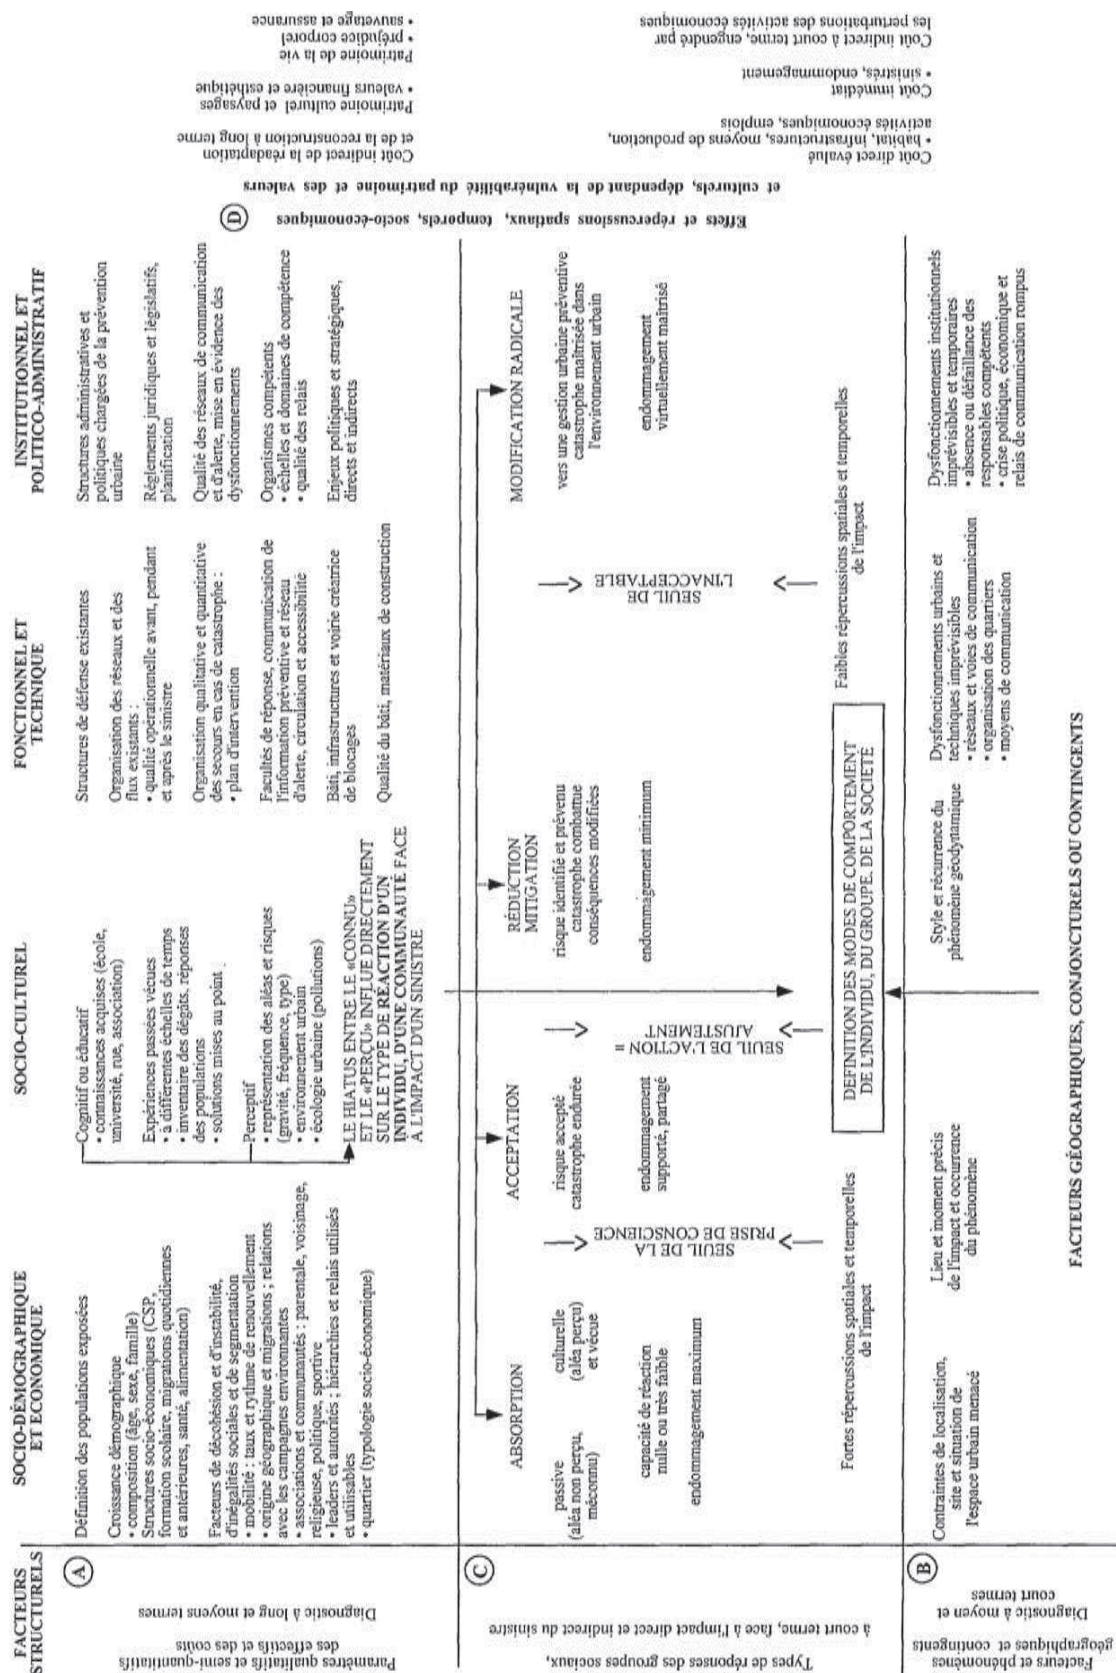 FACTEURS
STRUCTURELS
SOCIO-DÉMOGRAPHIQUE
ET ECONOMIQUE
SOCIO-CULTUREL
FONCTIONNEL ET
TECHNIQUE
INSTITUTIONNEL ET
POLITICO-ADMINISTRATIF
A
Paramètres qualitatifs et semi-quantitatifs
des effectifs et des coûts
Diagnostic à long et moyens termes
Définition des populations exposées
Croissance démographique
• composition (âge, sexe, famille)
Structures socio-économiques (CSP,
formation scolaire, migrations quotidiennes
et antérieures, santé, alimentation)
Facteurs de décohésion et d'instabilité,
d'inégalités sociales et de segmentation
• mobilité : taux et rythme de renouvellement
• origine géographique et migrations ; relations
avec les campagnes environnantes
• associations et communautés : parentale, voisinage,
religieuse, politique, sportive
• leaders et autorités ; hiérarchies et relais utilisés
et utilisables
• quartier (typologie socio-économique)
Cognitif ou éducatif
• connaissances acquises (école,
université, rue, association)
Expériences passées vécues
• à différentes échelles de temps
• inventaire des dégâts, réponses
des populations
• solutions mises au point .
Perceptif
• représentation des aléas et risques
(gravité, fréquence, type)
• environnement urbain
• écologie urbaine (pollutions)
LE HIATUS ENTRE LE «CONNU»
ET LE «PERÇU» INFLUE DIRECTEMENT
SUR LE TYPE DE RÉACTION D'UN
INDIVIDU, D'UNE COMMUNAUTÉ FACE
À L'IMPACT D'UN SINISTRE
Structures de défense existantes
Organisation des réseaux et des
flux existants :
• qualité opérationnelle avant, pendant
et après le sinistre
Organisation qualitative et quantitative
des secours en cas de catastrophe :
• plan d'intervention
Facultés de réponse, communication de
l'information préventive et réseau
d'alerte, circulation et accessibilité
Bâti, infrastructures et voirie créatrice
de blocages
Qualité du bâti, matériaux de construction
Structures administratives et
politiques chargées de la prévention
urbaine
Réglements juridiques et législatifs,
planification
Qualité des réseaux de communication
et d'alerte, mise en évidence des
dysfonctionnements
Organismes compétents
• échelles et domaines de compétence
• qualité des relais
Enjeux politiques et stratégiques,
directs et indirects
C
Types de réponses des groupes sociaux,
à court terme, face à l'impact direct et indirect du sinistre
ABSORPTION
passive
(aléa non perçu,
méconnu)
culturelle
(aléa perçu)
et vécue
capacité de réaction
nulle ou très faible
endommagement maximum
SEUIL DE LA
PRISE DE CONSCIENCE
ACCEPTATION
risque accepté
catastrophe endurée
endommagement
supporté, partagé
SEUIL DE L'ACTION =
AJUSTEMENT
RÉDUCTION
MITIGATION
risque identifié et prévenu
catastrophe combattue
conséquences modifiées
endommagement minimum
SEUIL DE
L'INACCEPTABLE
MODIFICATION RADICALE
vers une gestion urbaine préventive
catastrophe maîtrisée dans
l'environnement urbain
endommagement
virtuellement maîtrisé
Fortes répercussions spatiales et temporelles
de l'impact
DEFINITION DES MODES DE COMPORTEMENT
DE L'INDIVIDU, DU GROUPE, DE LA SOCIÉTÉ
Faibles répercussions spatiales et temporelles
de l'impact
B
Facteurs et phénomènes
géographiques et contingents
Diagnostic à moyen et
court termes
Contraintes de localisation,
site et situation de
l'espace urbain menacé
Lieu et moment précis
de l'impact et occurrence
du phénomène
Style et récurrence du
phénomène géodynamique
Dysfonctionnements urbains et
techniques imprévisibles
• réseaux et voies de communication
• organisation des quartiers
• moyens de communication
Dysfonctionnements institutionnels
imprévisibles et temporaires
• absence ou défaillance des
responsables compétents
• crise politique, économique et
relais de communication rompus
FACTEURS GÉOGRAPHIQUES, CONJONCTURELS OU CONTINGENTS
D
Effets et répercussions spatiaux, temporels, socio-économiques
et culturels, dépendant de la vulnérabilité du patrimoine et des valeurs
Coût direct évalué
• habitat, infrastructures, moyens de production,
activités économiques, emplois
Coût immédiat
• sinistrés, endommagement
Coût indirect à court terme, engendré par
les perturbations des activités économiques
Coût indirect de la réadaptation
et de la reconstruction à long terme
Patrimoine culturel et paysages
• valeurs financière et esthétique
Patrimoine de la vie
• préjudice corporel
• sauvetage et assurance